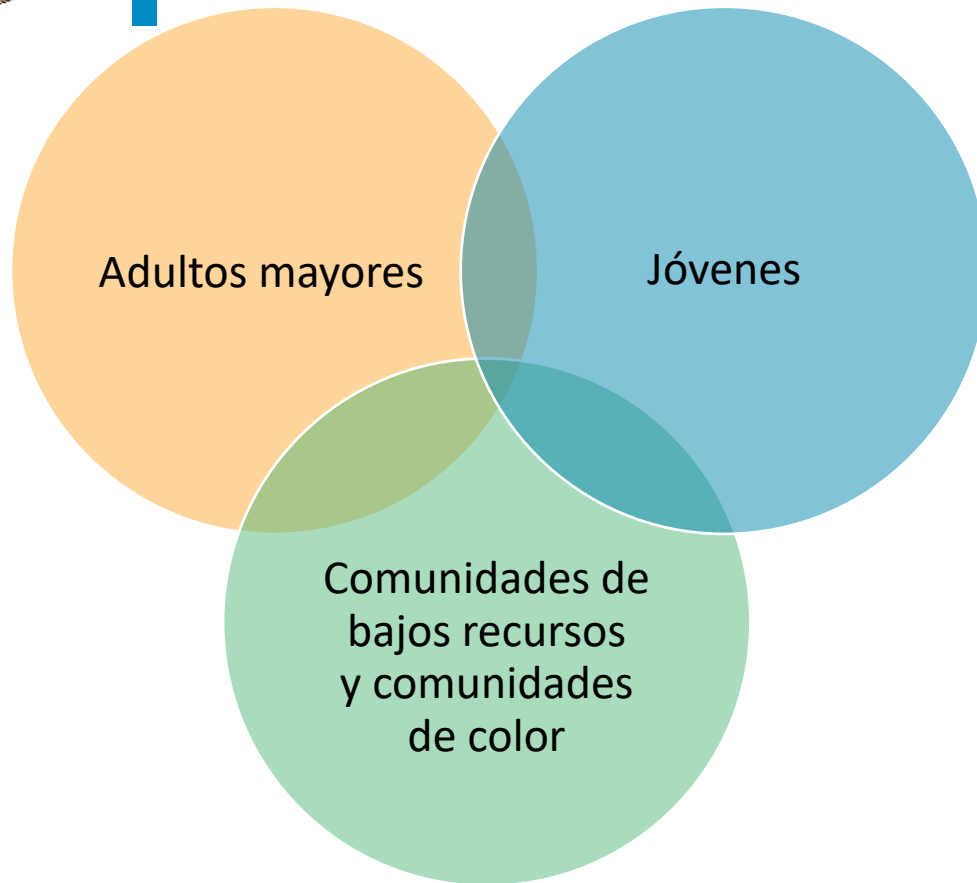 Adultos mayores
Jóvenes
Comunidades de
bajos recursos
y comunidades
de color